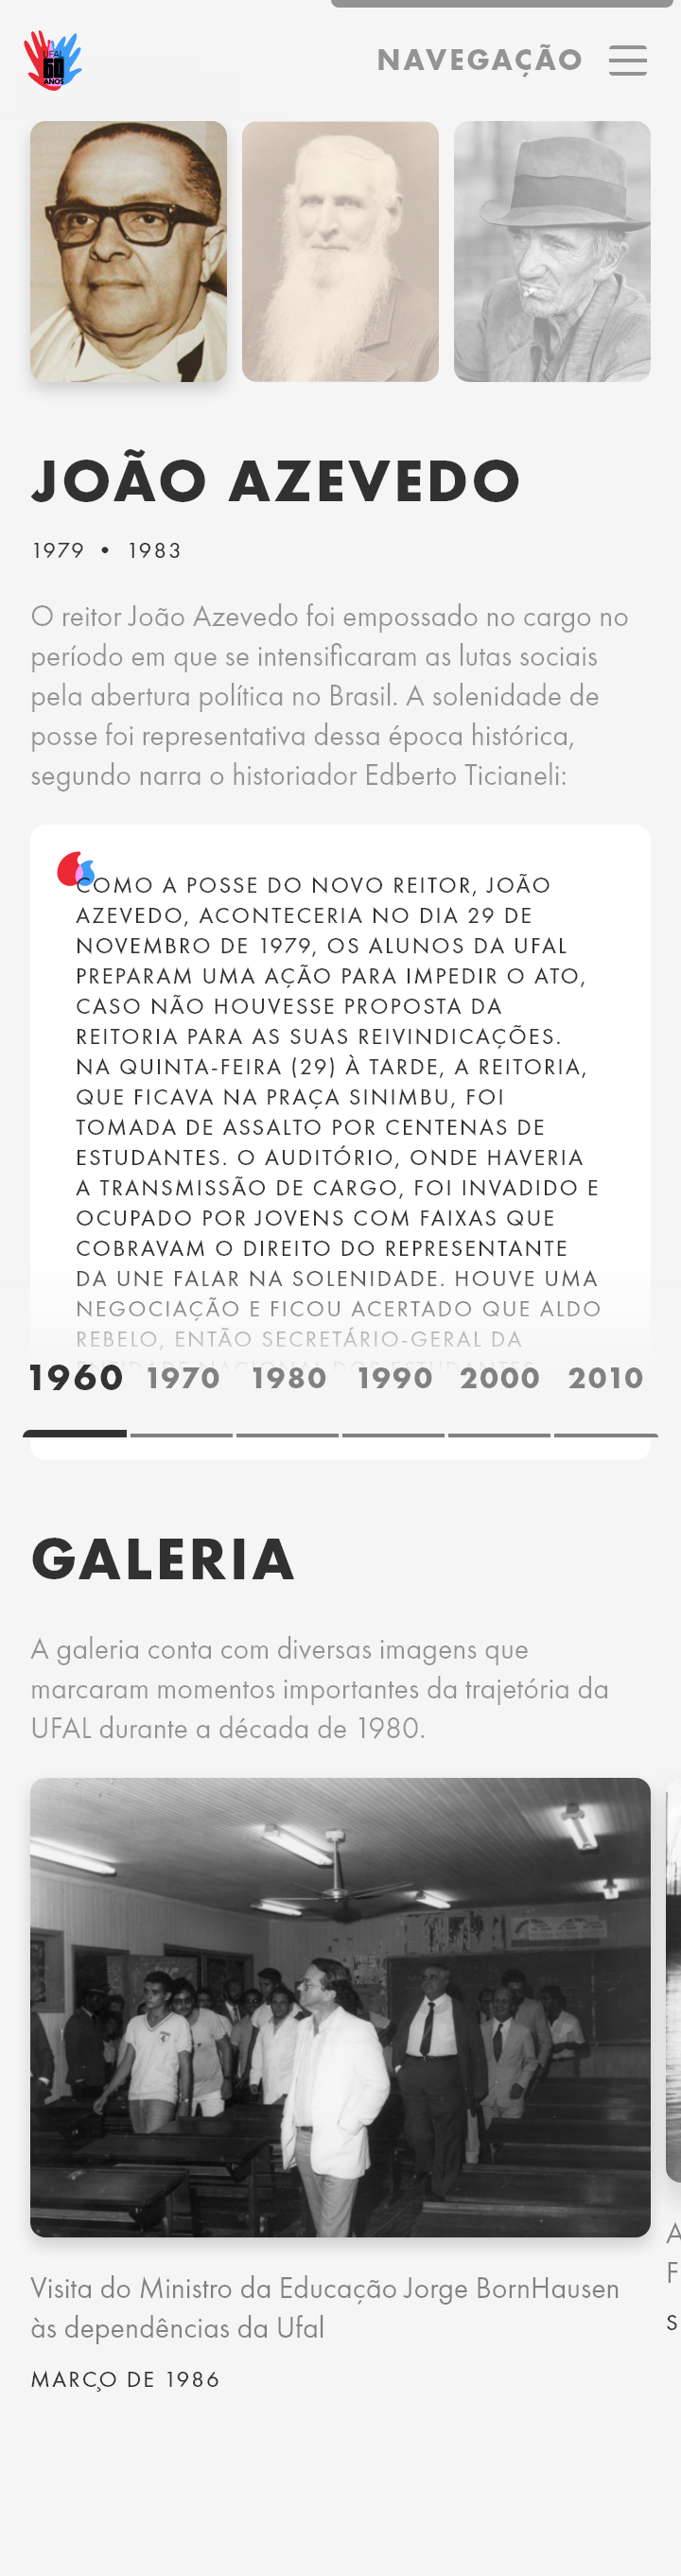 UFAL
60
ANOS
NAVEGAÇÃO
JOÃO AZEVEDO
1979 • 1983
O reitor João Azevedo foi empossado no cargo no
período em que se intensificaram as lutas sociais
pela abertura política no Brasil. A solenidade de
posse foi representativa dessa época histórica,
segundo narra o historiador Edberto Ticianeli:
COMO A POSSE DO NOVO REITOR, JOÃO
AZEVEDO, ACONTECERIA NO DIA 29 DE
NOVEMBRO DE 1979, OS ALUNOS DA UFAL
PREPARAM UMA AÇÃO PARA IMPEDIR O ATO,
CASO NÃO HOUVESSE PROPOSTA DA
REITORIA PARA AS SUAS REIVINDICAÇÕES.
NA QUINTA-FEIRA (29) À TARDE, A REITORIA,
QUE FICAVA NA PRAÇA SINIMBU, FOI
TOMADA DE ASSALTO POR CENTENAS DE
ESTUDANTES. O AUDITÓRIO, ONDE HAVERIA
A TRANSMISSÃO DE CARGO, FOI INVADIDO E
OCUPADO POR JOVENS COM FAIXAS QUE
COBRAVAM O DIREITO DO REPRESENTANTE
DA UNE FALAR NA SOLENIDADE. HOUVE UMA
NEGOCIAÇÃO E FICOU ACERTADO QUE ALDO
REBELO, ENTÃO SECRETÁRIO-GERAL DA
ENTIDADE NACIONAL DOS ESTUDANTES
1960 1970 1980 1990 2000 2010
GALERIA
A galeria conta com diversas imagens que
marcaram momentos importantes da trajetória da
UFAL durante a década de 1980.
Visita do Ministro da Educação Jorge BornHausen
às dependências da Ufal
MARÇO DE 1986
A
F
S